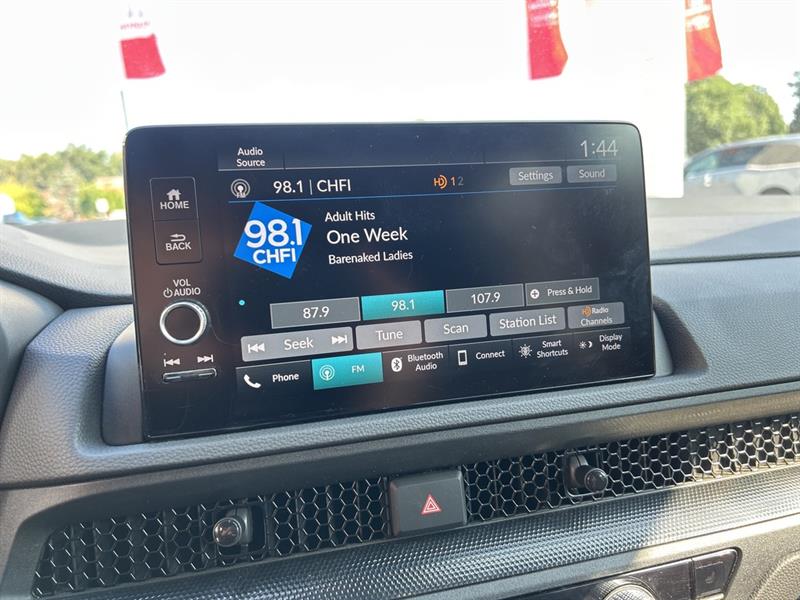 Audio
Source
1:44
98.1 | CHFI
HD 1 2
Settings
Sound
HOME
BACK
VOL
AUDIO
98.1
CHFI
Adult Hits
One Week
Barenaked Ladies
87.9
98.1
107.9
Press & Hold
Seek
Tune
Scan
Station List
HD Radio
Channels
Phone
FM
Bluetooth
Audio
Connect
Smart
Shortcuts
Display
Mode